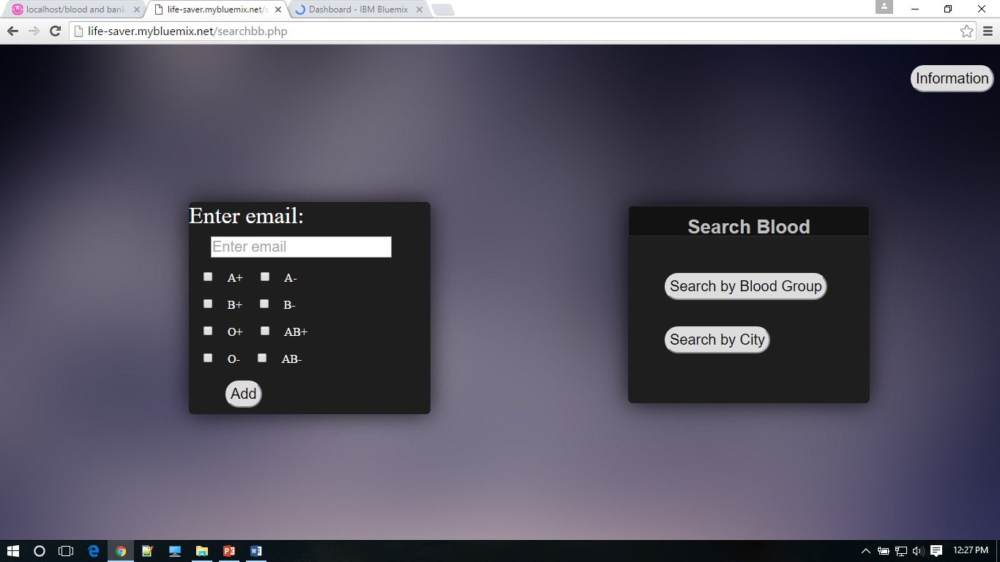 localhost/blood and bank
life-saver.mybluemix.net/s
Dashboard - IBM Bluemix
life-saver.mybluemix.net/searchbb.php
Information
Enter email:
Enter email
A+ A-
B+ B-
O+ AB+
O- AB-
Add
Search Blood
Search by Blood Group
Search by City
12:27 PM